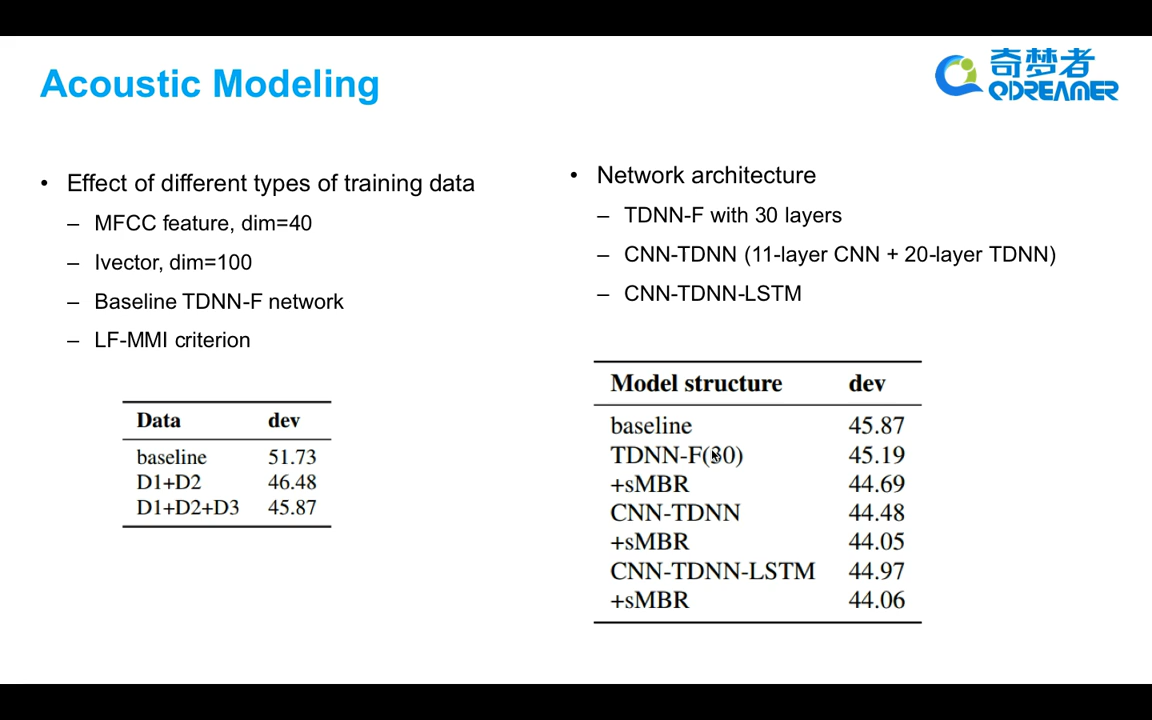 Acoustic Modeling
奇梦者
QDREAMER
• Effect of different types of training data
– MFCC feature, dim=40
– Ivector, dim=100
– Baseline TDNN-F network
– LF-MMI criterion
Data dev
baseline 51.73
D1+D2 46.48
D1+D2+D3 45.87
• Network architecture
– TDNN-F with 30 layers
– CNN-TDNN (11-layer CNN + 20-layer TDNN)
– CNN-TDNN-LSTM
Model structure dev
baseline 45.87
TDNN-F(30) 45.19
+sMBR 44.69
CNN-TDNN 44.48
+sMBR 44.05
CNN-TDNN-LSTM 44.97
+sMBR 44.06